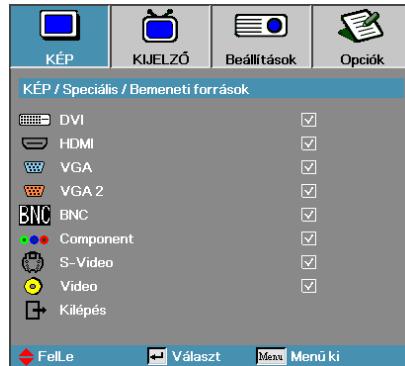 KÉP KIJELZŐ Beállítások Opciók
KÉP / Speciális / Bemeneti források
DVI
HDMI
VGA
VGA 2
BNC BNC
Component
S-Video
Video
Kilépés
FelLe Választ Menu Menü ki